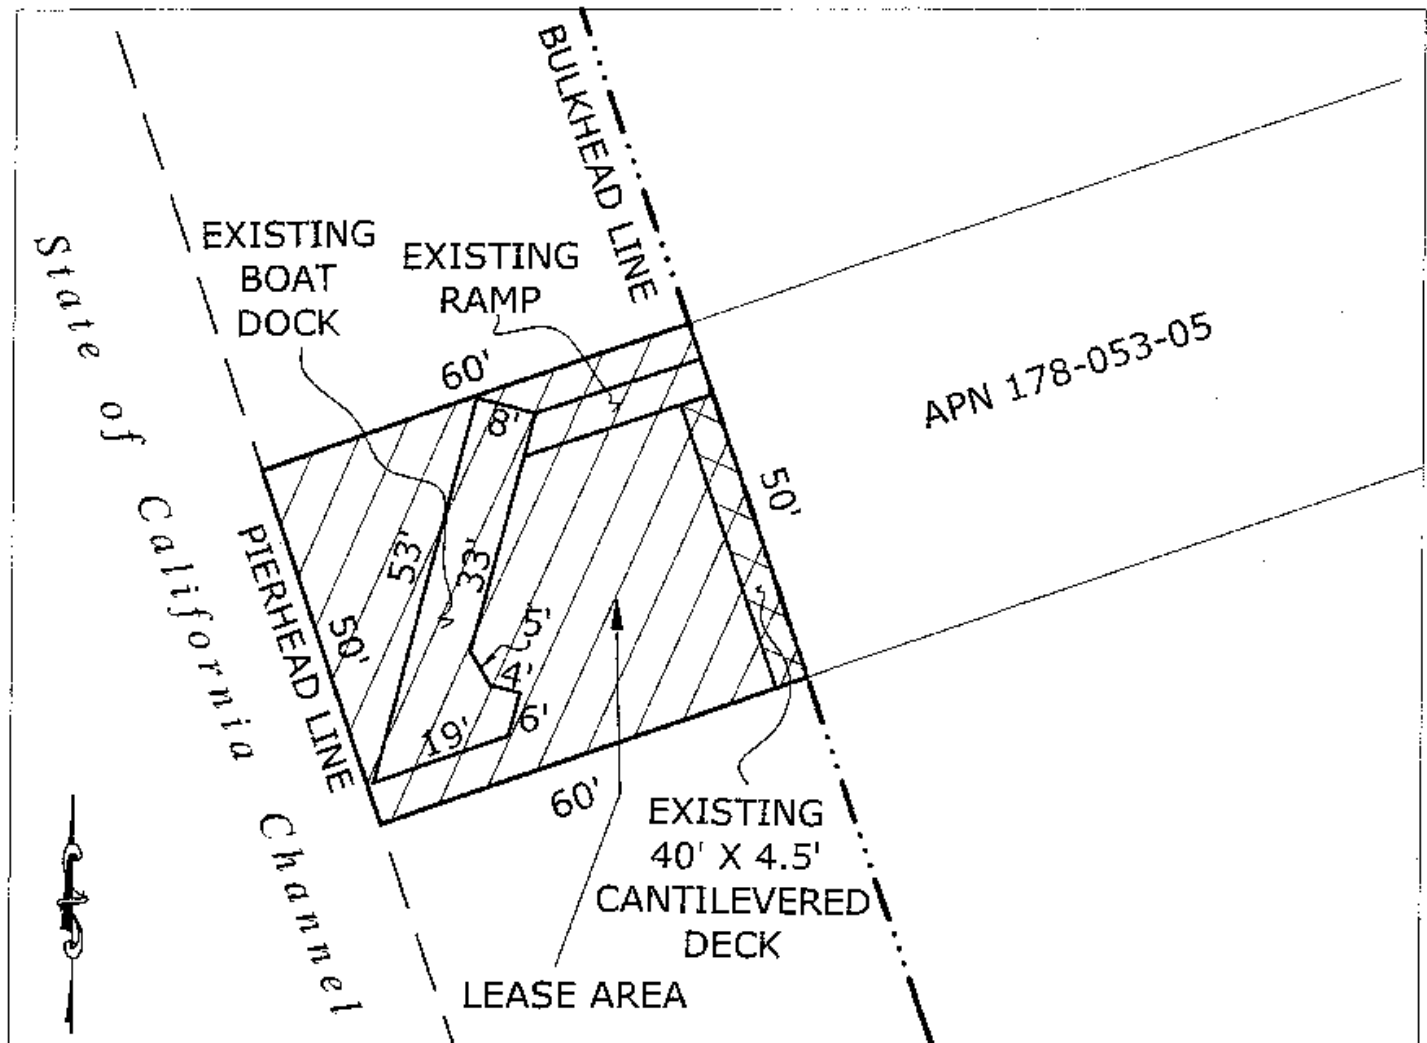 BULKHEAD LINE
EXISTING
BOAT
DOCK
EXISTING
RAMP
State of California Channel
60'
8'
APN 178-053-05
50'
PIERHEAD LINE
50'
53'
33'
5'
4'
6'
19'
60'
EXISTING
40' X 4.5'
CANTILEVERED
DECK
LEASE AREA